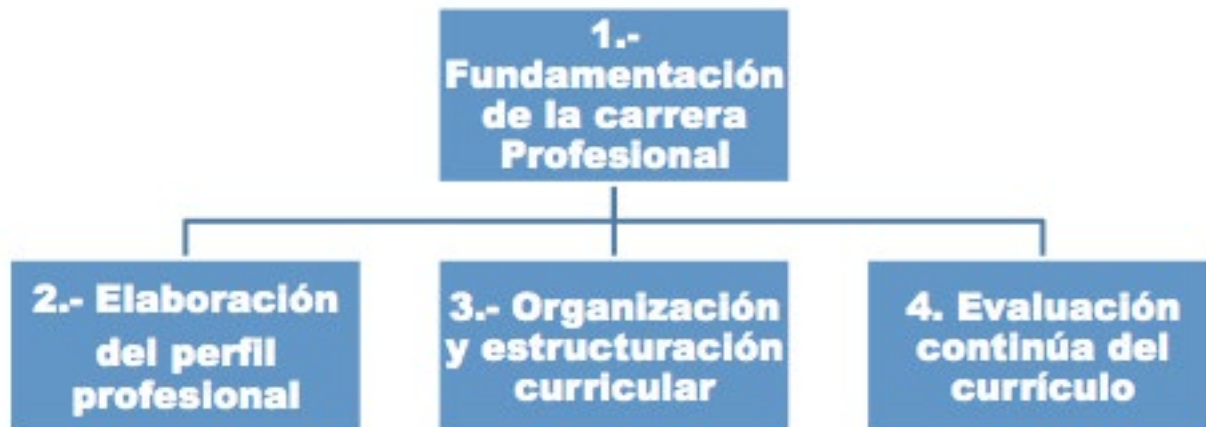 1.-
Fundamentación
de la carrera
Profesional
2.- Elaboración
del perfil
profesional
3.- Organización
y estructuración
curricular
4. Evaluación
continúa del
currículo